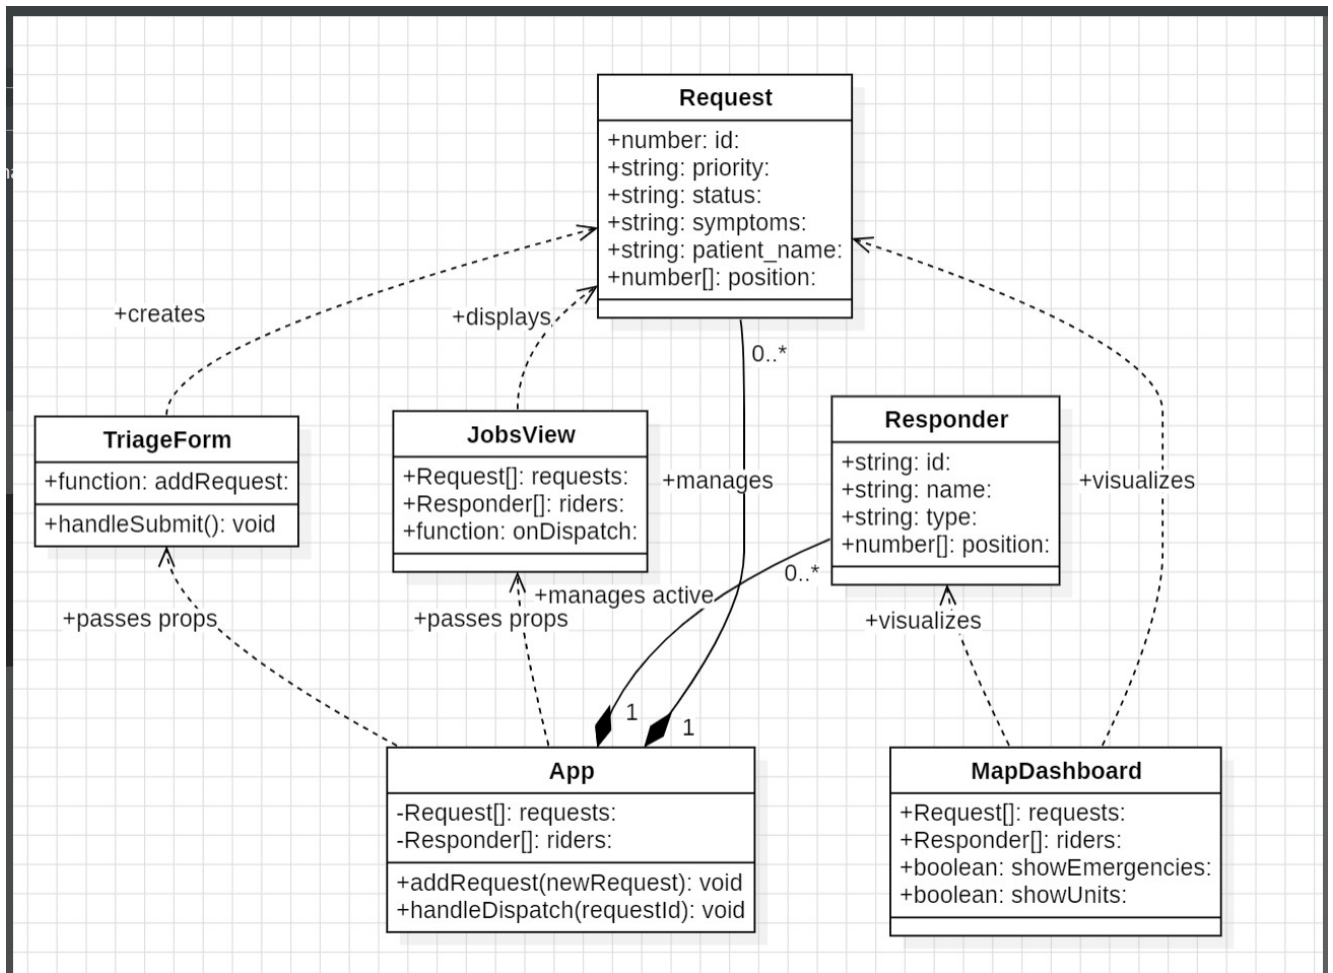 Request
+number: id:
+string: priority:
+string: status:
+string: symptoms:
+string: patient_name:
+number[]: position:
+creates
+displays
0..*
TriageForm
+function: addRequest:
+handleSubmit(): void
JobsView
+Request[]: requests:
+Responder[]: riders:
+function: onDispatch:
+manages
Responder
+string: id:
+string: name:
+string: type:
+number[]: position:
+visualizes
0..*
+manages active
+passes props
+passes props
+visualizes
1
1
App
-Request[]: requests:
-Responder[]: riders:
+addRequest(newRequest): void
+handleDispatch(requestId): void
MapDashboard
+Request[]: requests:
+Responder[]: riders:
+boolean: showEmergencies:
+boolean: showUnits: